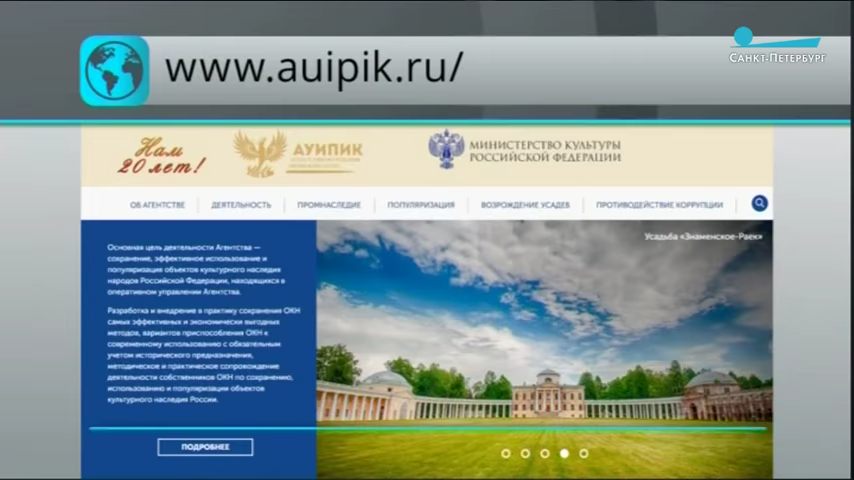 www.auipik.ru/
САНКТ-ПЕТЕРБУРГ
Нам
20 лет!
АУИПИК
МИНИСТЕРСТВО КУЛЬТУРЫ
РОССИЙСКОЙ ФЕДЕРАЦИИ
ОБ АГЕНТСТВЕ
ДЕЯТЕЛЬНОСТЬ
ПРОМНАСЛЕДИЕ
ПОПУЛЯРИЗАЦИЯ
ВОЗРОЖДЕНИЕ УСАДЕБ
ПРОТИВОДЕЙСТВИЕ КОРРУПЦИИ
Усадьба «Знаменское-Раек»
Основная цель деятельности Агентства —
сохранение, эффективное использование и
популяризация объектов культурного наследия
народов Российской Федерации, находящихся в
оперативном управлении Агентства.
Разработка и внедрение в практику сохранения ОКН
самых эффективных и экономически выгодных
методов, вариантов приспособления ОКН к
современному использованию с обязательным
учетом исторического предназначения,
методическое и практическое сопровождение
деятельности собственников ОКН по сохранению,
использованию и популяризации объектов
культурного наследия России.
ПОДРОБНЕЕ